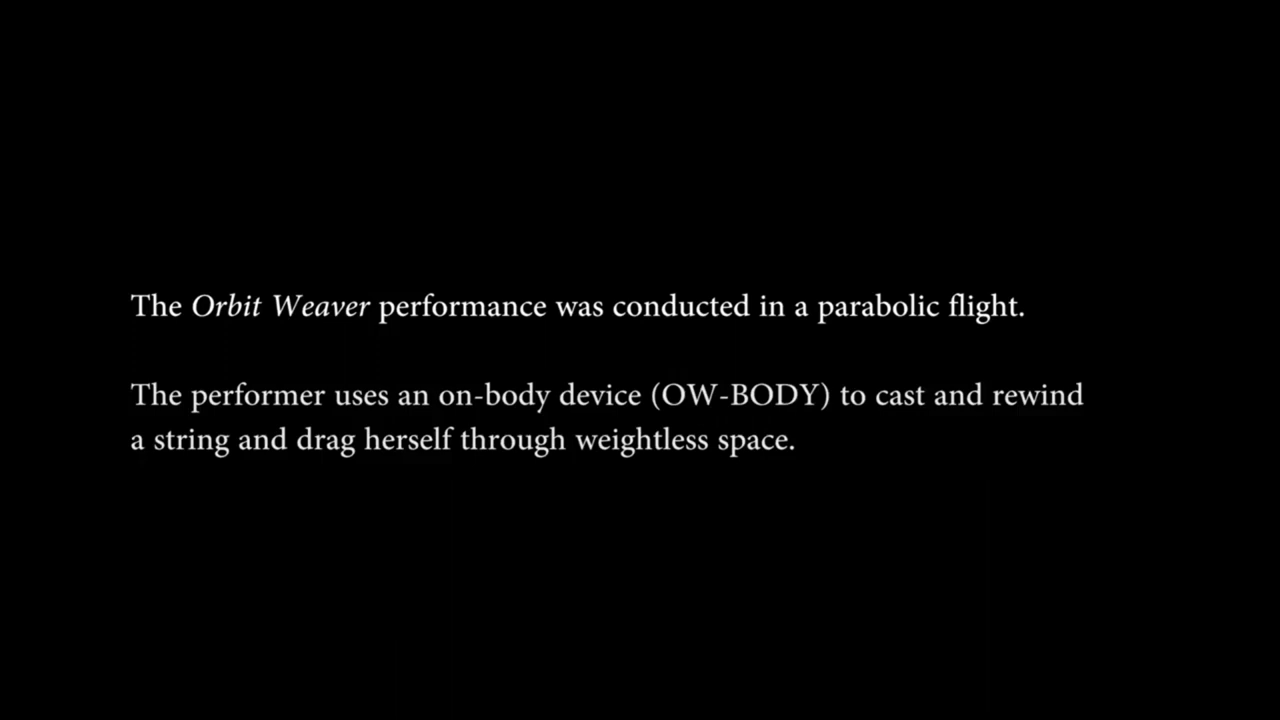 The Orbit Weaver performance was conducted in a parabolic flight.
The performer uses an on-body device (OW-BODY) to cast and rewind
a string and drag herself through weightless space.